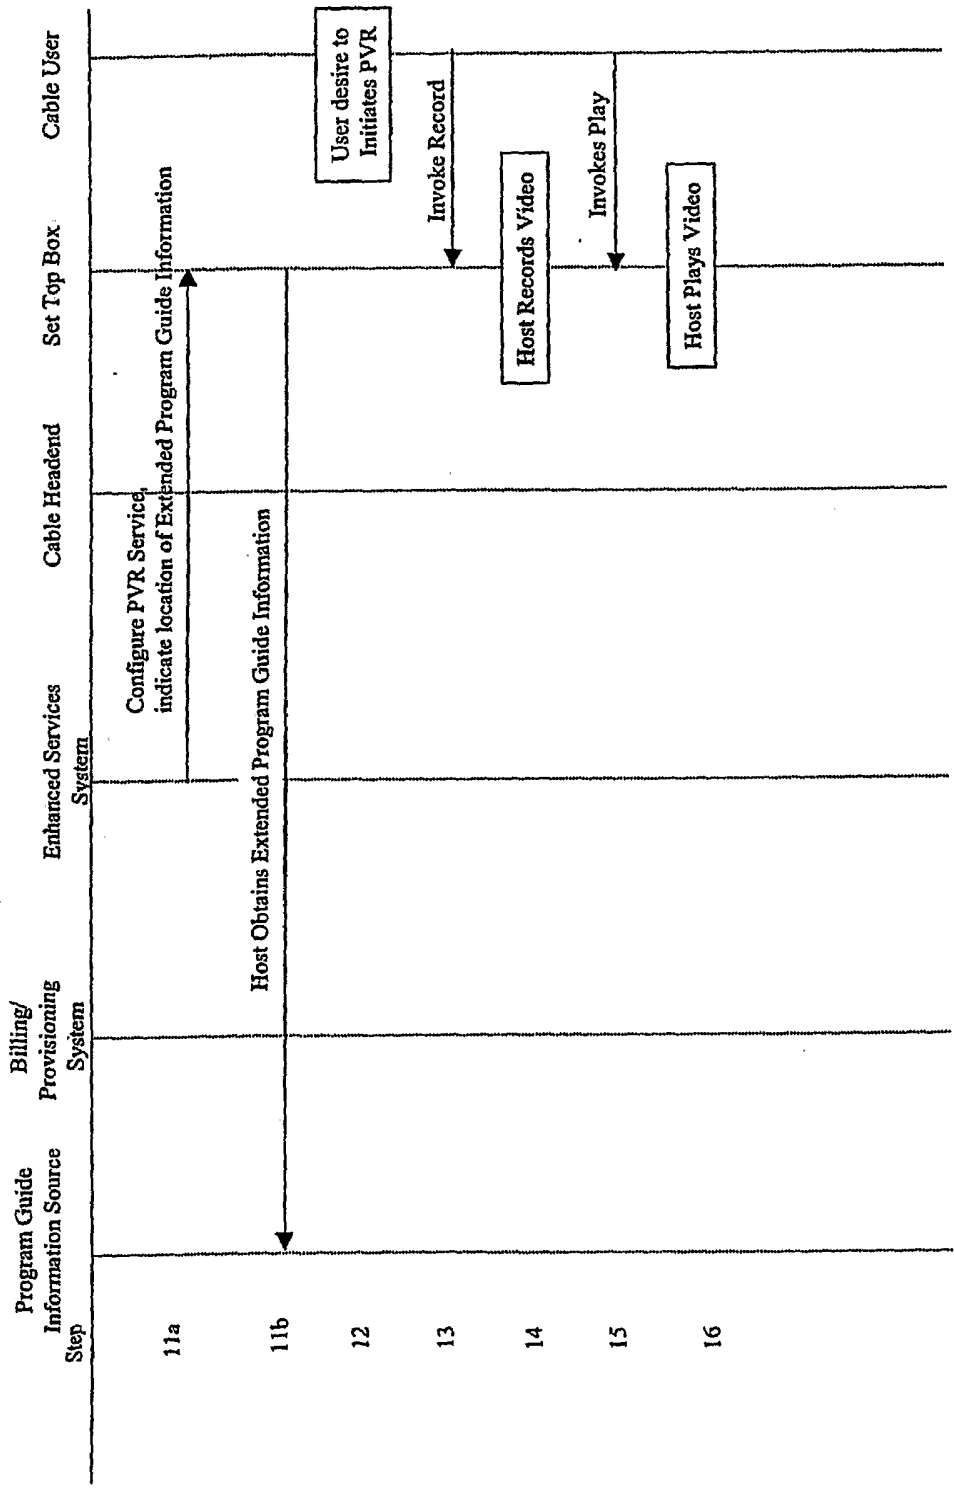 Step
Program Guide
Information Source
Billing/
Provisioning
System
Enhanced Services
System
Cable Headend
Set Top Box
Cable User
11a
Configure PVR Service,
indicate location of Extended Program Guide Information
11b
Host Obtains Extended Program Guide Information
12
User desire to
Initiates PVR
13
Invoke Record
14
Host Records Video
15
Invokes Play
16
Host Plays Video